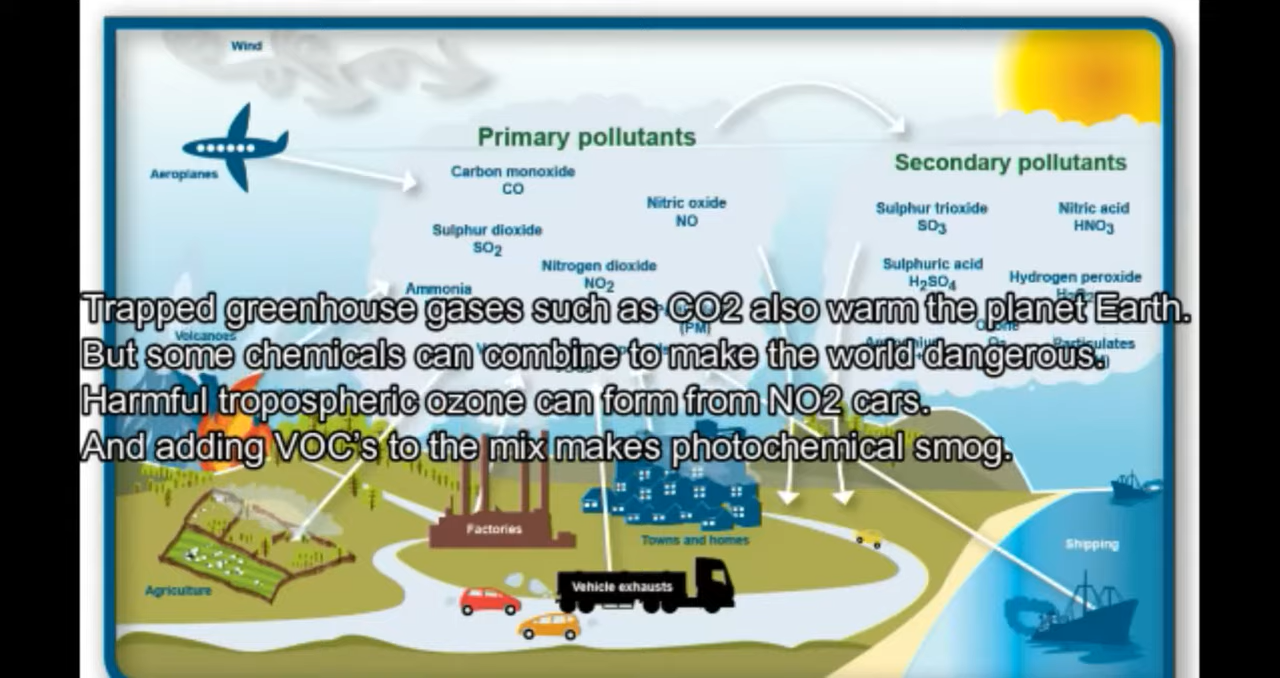 Wind
Aeroplanes
Primary pollutants
Carbon monoxide
CO
Nitric oxide
NO
Sulphur dioxide
SO2
Nitrogen dioxide
NO2
Ammonia
(PM)
Secondary pollutants
Sulphur trioxide
SO3
Nitric acid
HNO3
Sulphuric acid
H2SO4
Hydrogen peroxide
Particulates
Volcanoes
Trapped greenhouse gases such as CO2 also warm the planet Earth.
But some chemicals can combine to make the world dangerous.
Harmful tropospheric ozone can form from NO2 cars.
And adding VOC's to the mix makes photochemical smog.
Factories
Towns and homes
Shipping
Vehicle exhausts
Agriculture